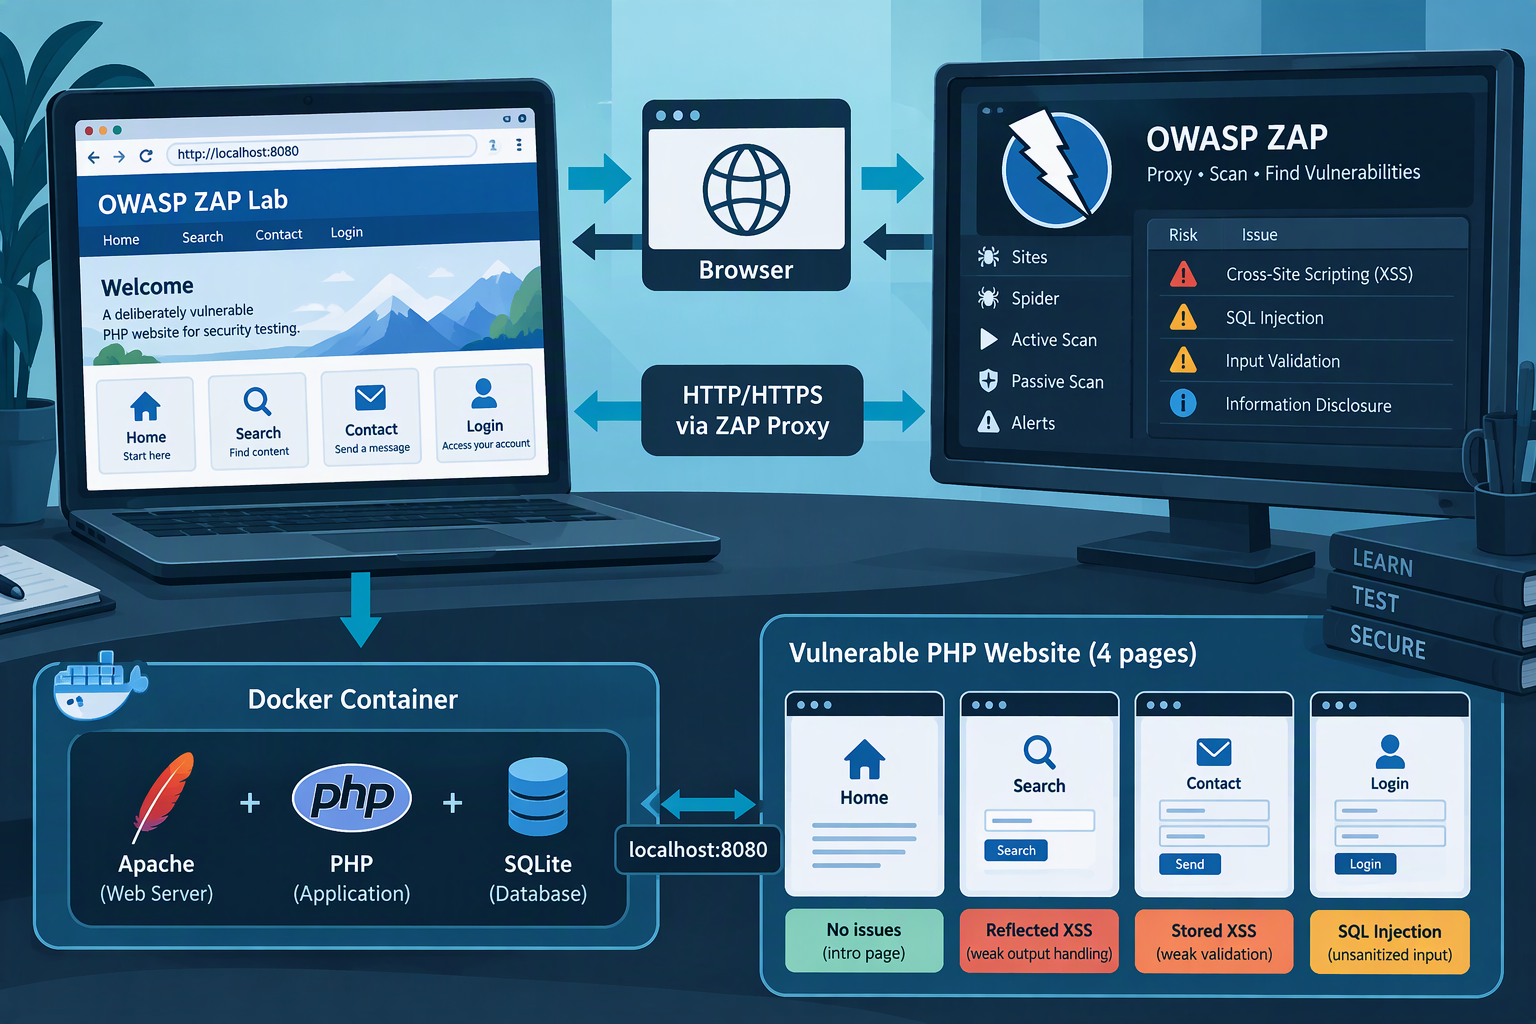 http://localhost:8080
OWASP ZAP Lab
Home Search Contact Login
Welcome
A deliberately vulnerable
PHP website for security testing.
Home
Start here
Search
Find content
Contact
Send a message
Login
Access your account
Browser
HTTP/HTTPS
via ZAP Proxy
OWASP ZAP
Proxy • Scan • Find Vulnerabilities
Sites
Spider
Active Scan
Passive Scan
Alerts
Risk Issue
Cross-Site Scripting (XSS)
SQL Injection
Input Validation
Information Disclosure
LEARN
TEST
SECURE
Docker Container
Apache
(Web Server)
+
php
PHP
(Application)
+
SQLite
(Database)
localhost:8080
Vulnerable PHP Website (4 pages)
Home
Search
Search
Contact
Send
Login
Login
No issues
(intro page)
Reflected XSS
(weak output handling)
Stored XSS
(weak validation)
SQL Injection
(unsanitized input)